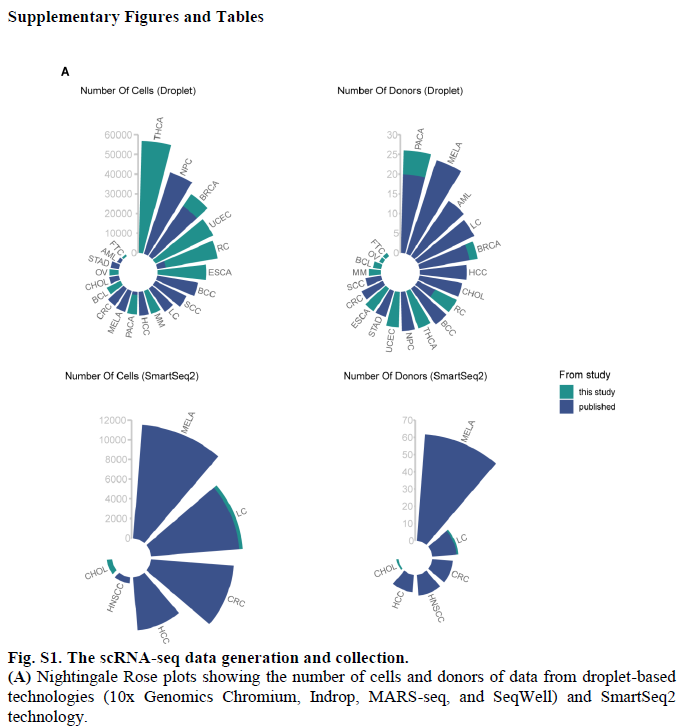 Supplementary Figures and Tables
A
Number Of Cells (Droplet)
60000
50000
40000
30000
20000
10000
0
THCA
NPC
BRCA
UCEC
RC
ESCA
BCC
SCC
LC
MM
HCC
PACA
MELA
CRC
BCL
CHOL
OV
STAD
AML
FTC
Number Of Donors (Droplet)
30
25
20
15
10
5
0
PACA
MELA
AML
LC
BRCA
HCC
CHOL
RC
BCC
THCA
NPC
UCEC
STAD
ESCA
CRC
SCC
MM
BCL
OV
FTC
Number Of Cells (SmartSeq2)
12000
10000
8000
6000
4000
2000
0
MELA
LC
CRC
HCC
HNSCC
CHOL
Number Of Donors (SmartSeq2)
70
60
50
40
30
20
10
0
MELA
LC
CRC
HNSCC
HCC
CHOL
From study
this study
published
Fig. S1. The scRNA-seq data generation and collection.
(A) Nightingale Rose plots showing the number of cells and donors of data from droplet-based
technologies (10x Genomics Chromium, Indrop, MARS-seq, and SeqWell) and SmartSeq2
technology.